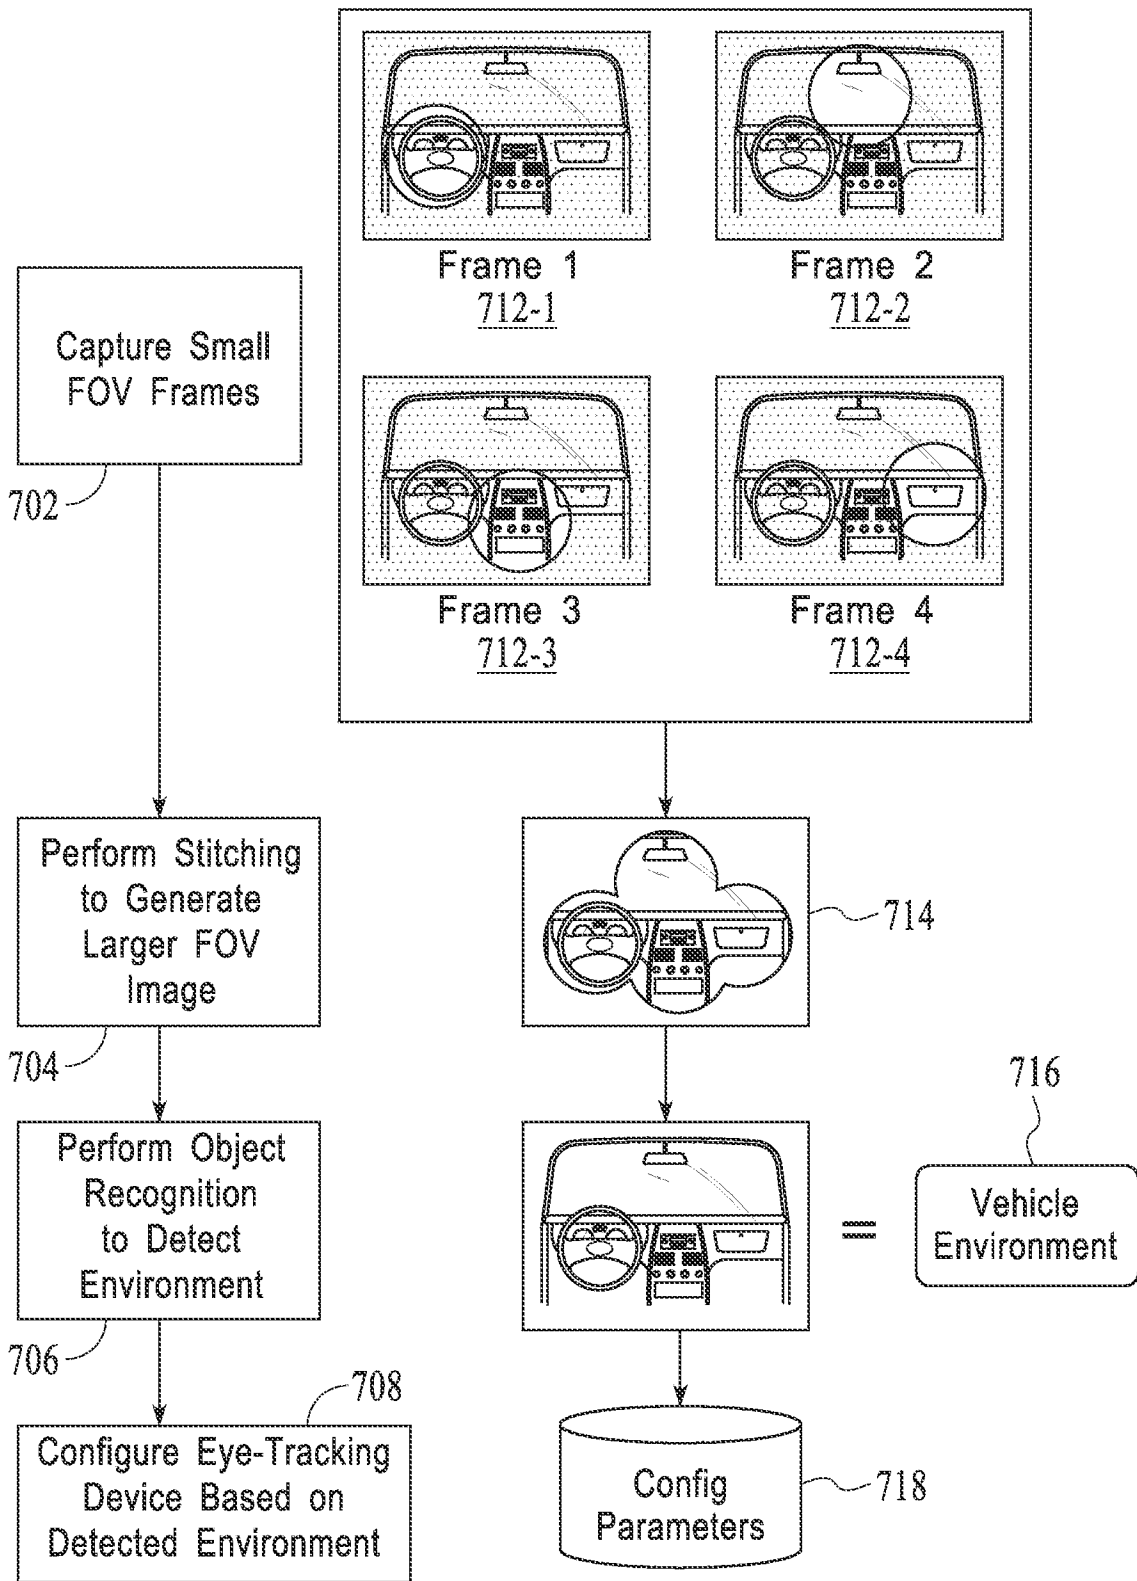 Frame 1
712-1
Frame 2
712-2
Capture Small
FOV Frames
702
Frame 3
712-3
Frame 4
712-4
Perform Stitching
to Generate
Larger FOV
Image
704
714
Perform Object
Recognition
to Detect
Environment
706
=
716
Vehicle
Environment
708
Configure Eye-Tracking
Device Based on
Detected Environment
Config
Parameters
718